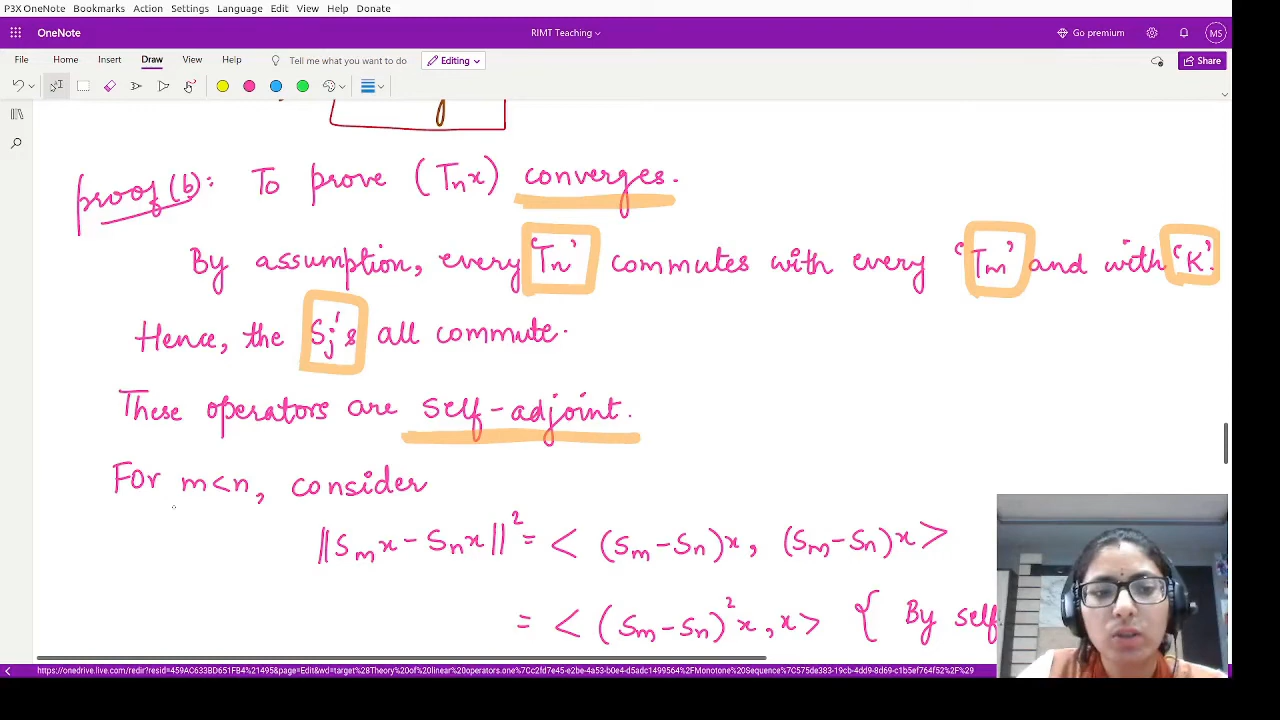 P3X OneNote Bookmarks Action Settings Language Edit View Help Donate
OneNote
RIMT Teaching
Go premium
MS
File Home Insert Draw View Help Tell me what you want to do Editing Share
proof (b): To prove (Tₙx) converges.
By assumption, every 'Tₙ' commutes with every 'Tₘ' and with 'K'.
Hence, the Sⱼ's all commute.
These operators are self-adjoint.
For m<n, consider
||Sₘx - Sₙx||² = < (Sₘ-Sₙ)x, (Sₘ-Sₙ)x >
= < (Sₘ-Sₙ)²x, x > { By self